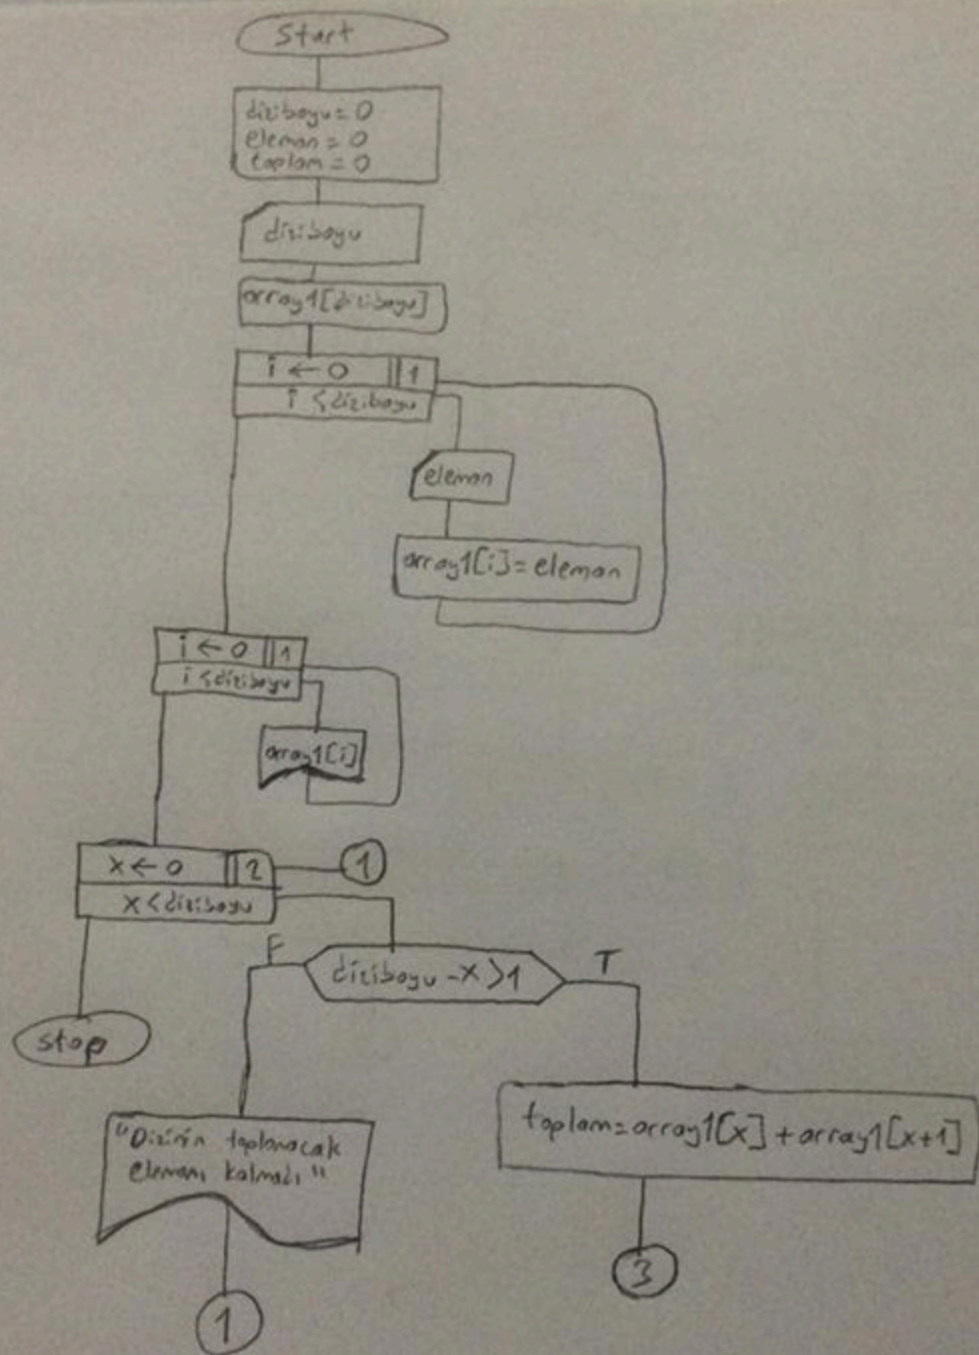 Start
diziboyu = 0
eleman = 0
toplam = 0
diziboyu
array1[diziboyu]
i ← 0 1
i < diziboyu
eleman
array1[i] = eleman
i ← 0 1
i < diziboyu
array1[i]
x ← 0 2
1
x < diziboyu
F
diziboyu - x > 1
T
stop
"Dizinin toplanacak
elemanı kalmadı"
toplam = array1[x] + array1[x+1]
3
1